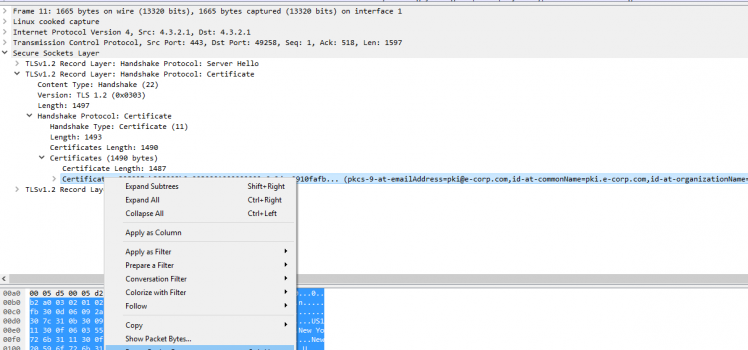 Frame 11: 1665 bytes on wire (13320 bits), 1665 bytes captured (13320 bits) on interface 1
Linux cooked capture
Internet Protocol Version 4, Src: 4.3.2.1, Dst: 4.3.2.1
Transmission Control Protocol, Src Port: 443, Dst Port: 49258, Seq: 1, Ack: 518, Len: 1597
Secure Sockets Layer
TLSv1.2 Record Layer: Handshake Protocol: Server Hello
TLSv1.2 Record Layer: Handshake Protocol: Certificate
Content Type: Handshake (22)
Version: TLS 1.2 (0x0303)
Length: 1497
Handshake Protocol: Certificate
Handshake Type: Certificate (11)
Length: 1493
Certificates Length: 1490
Certificates (1490 bytes)
Certificate Length: 1487
Certificat 910fafb... (pkcs-9-at-emailAddress=pki@e-corp.com,id-at-commonName=pki.e-corp.com,id-at-organizationName=
TLSv1.2 Record Lay
Expand Subtrees Shift+Right
Expand All Ctrl+Right
Collapse All Ctrl+Left
Apply as Column
Apply as Filter
Prepare a Filter
Conversation Filter
Colorize with Filter
Follow
Copy
Show Packet Bytes...
00a0 00 05 d5 00 05 d2 0..
00b0 b2 a0 03 02 01 02 n.....
00c0 fb 30 0d 06 09 2a
00d0 30 7c 31 0b 30 09 ...US1
00e0 11 30 0f 06 03 55 New Yo
00f0 72 6b 31 11 30 0f ...New
0100 20 59 6f 72 6b 31